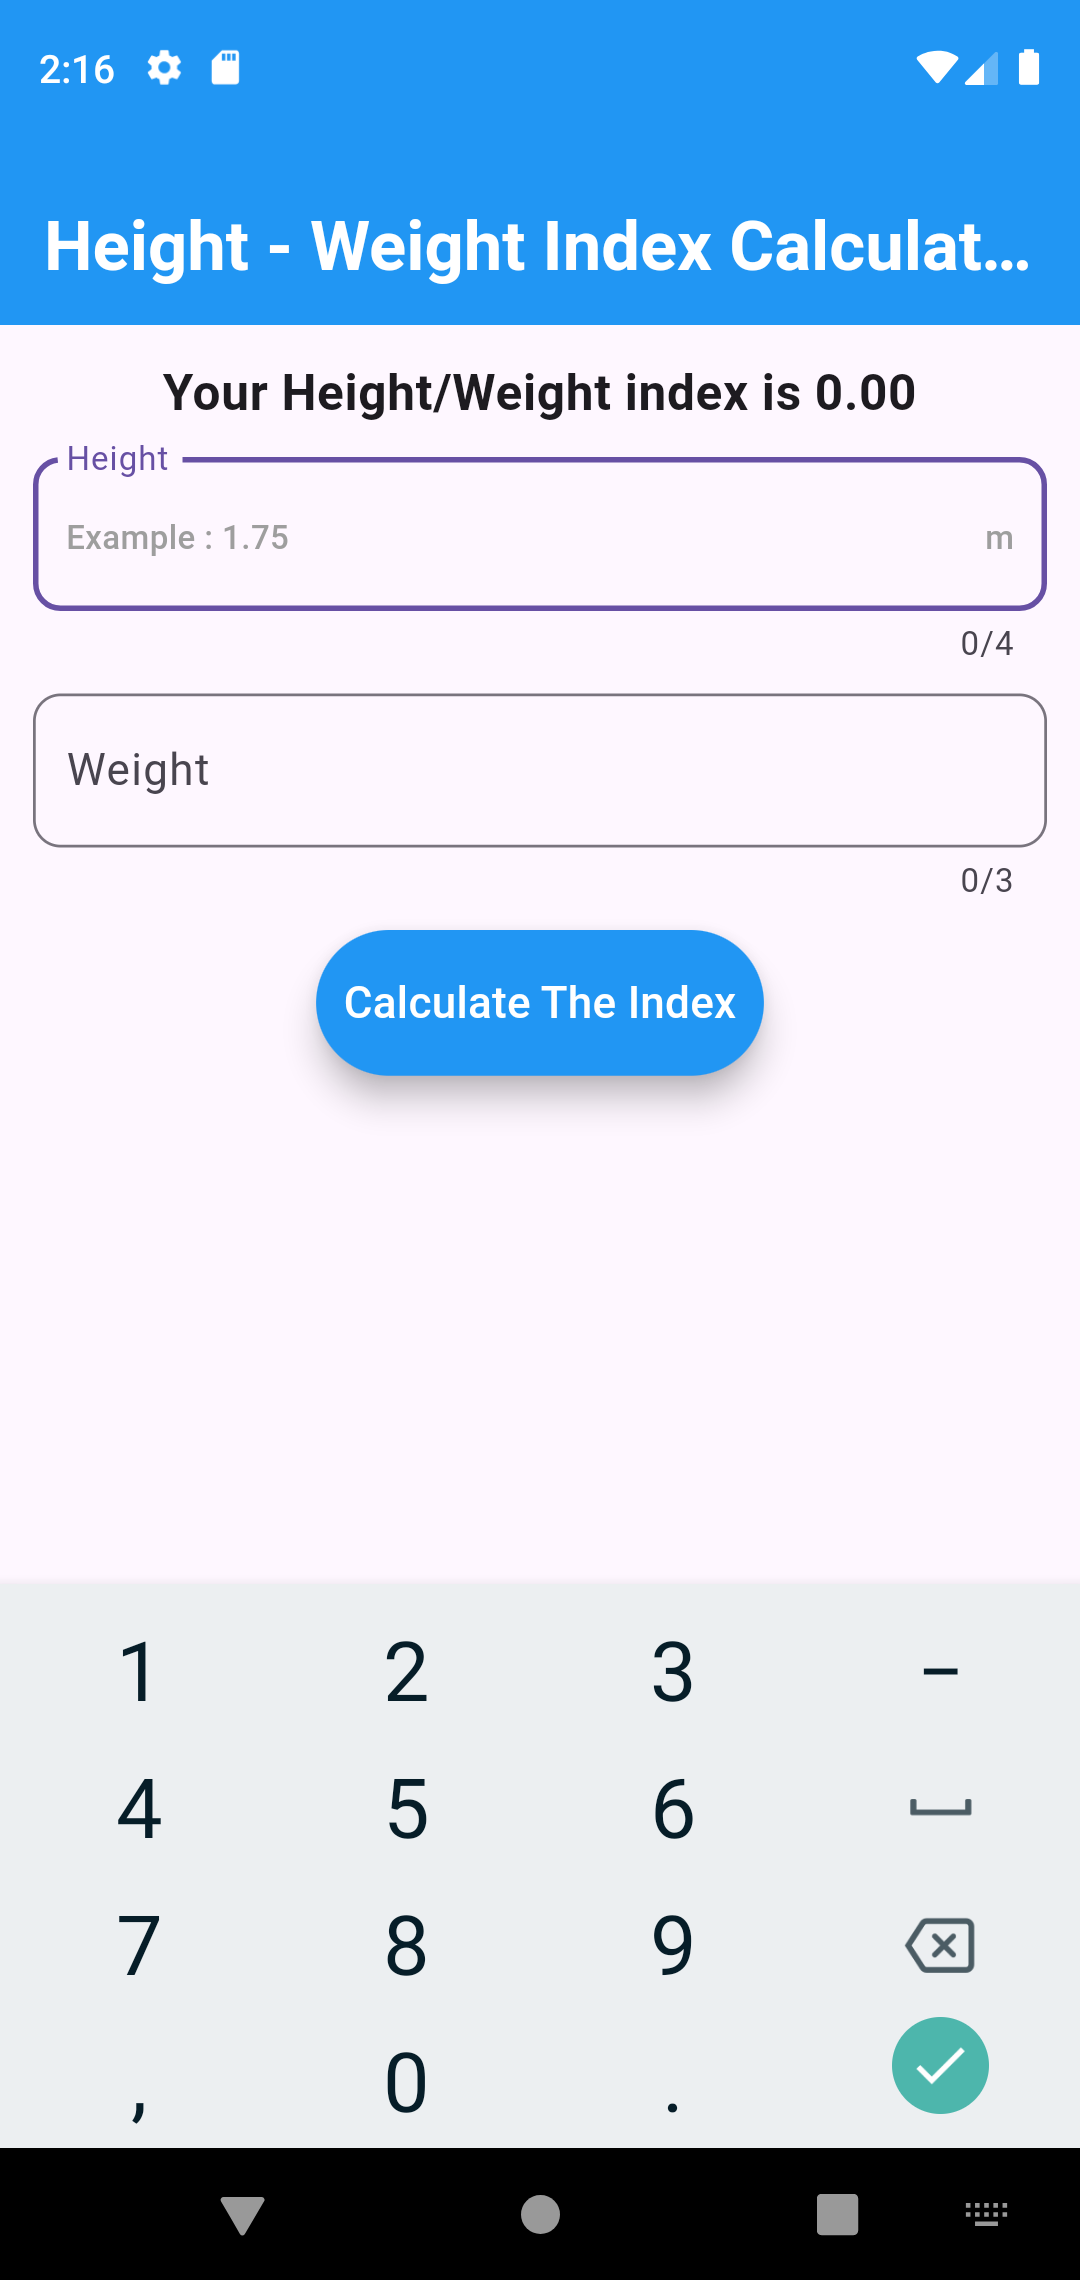 2:16
Height - Weight Index Calculat...
Your Height/Weight index is 0.00
Height
Example : 1.75 m
0/4
Weight
0/3
Calculate The Index
1 2 3 –
4 5 6
7 8 9
, 0 .